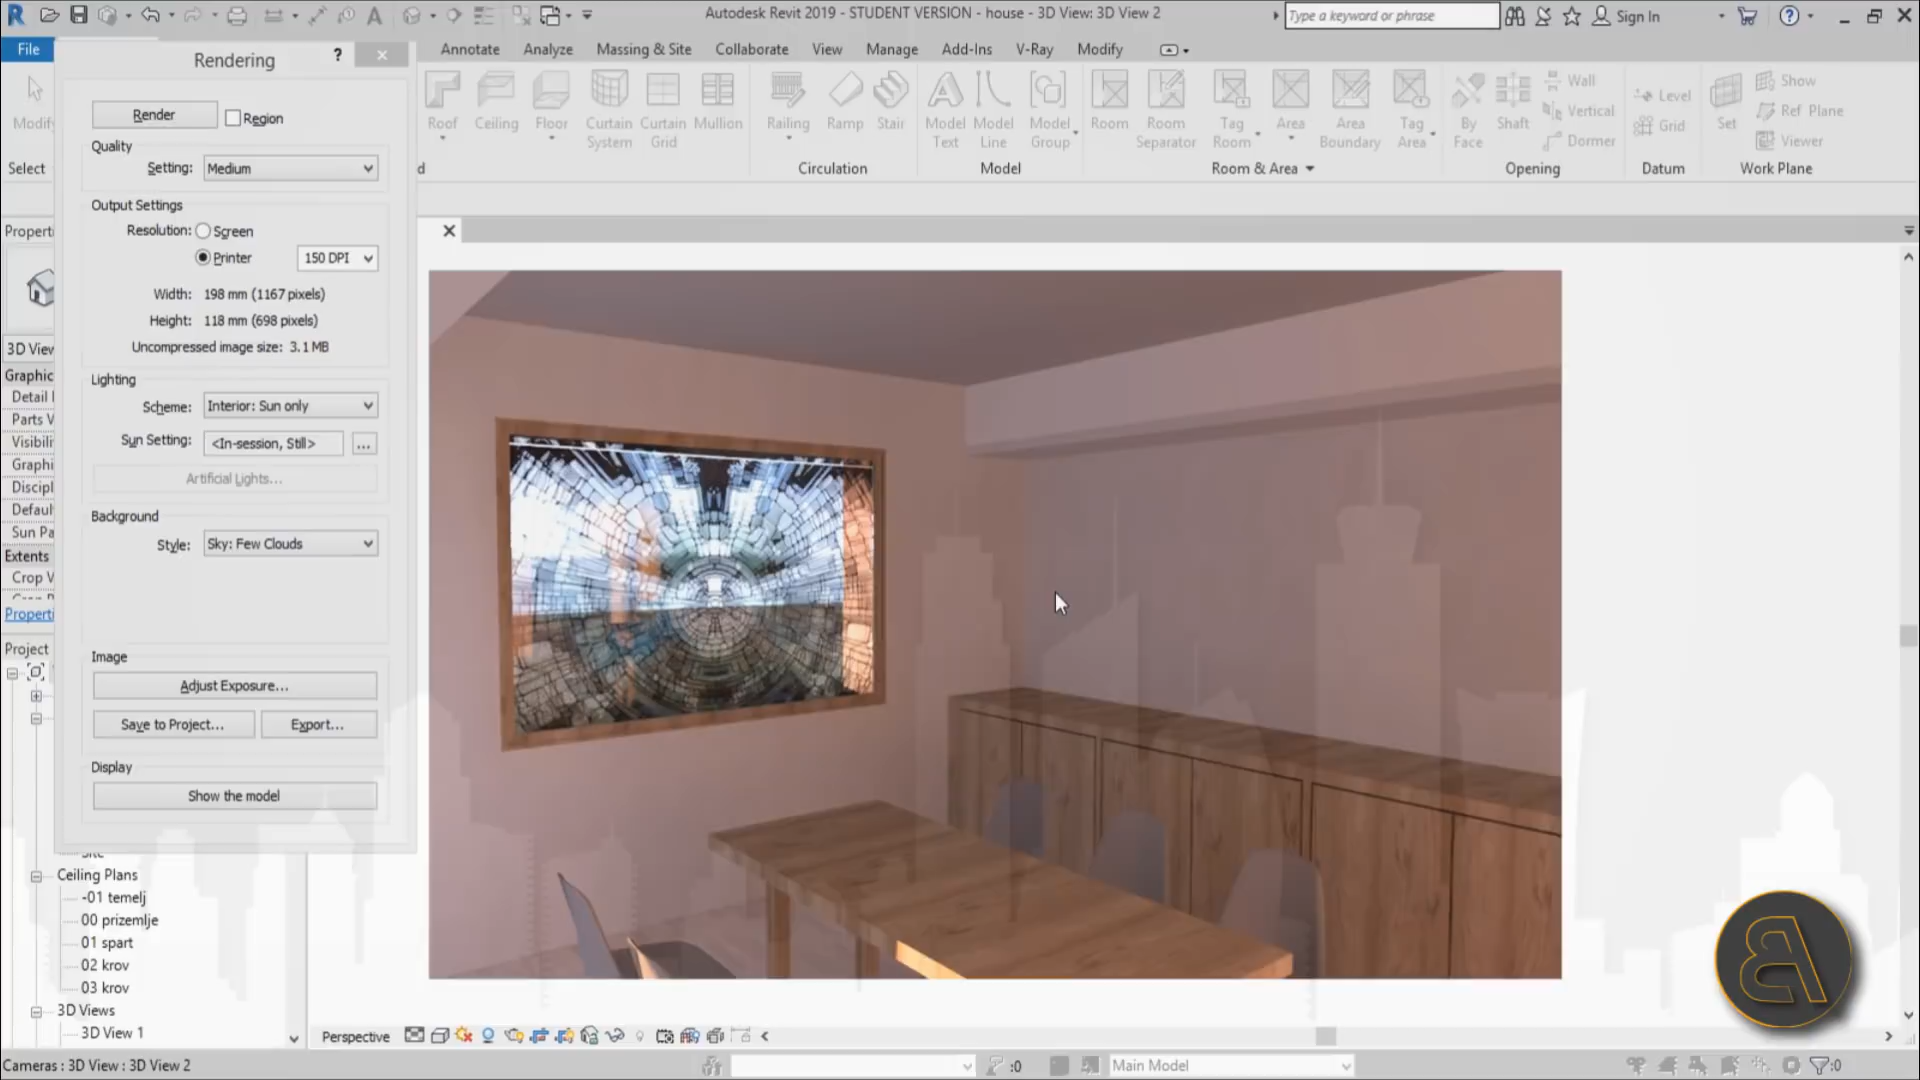 Autodesk Revit 2019 - STUDENT VERSION - house - 3D View: 3D View 2
Type a keyword or phrase
Sign In
File
Annotate
Analyze
Massing & Site
Collaborate
View
Manage
Add-Ins
V-Ray
Modify
Rendering
?
Render
Region
Quality
Setting:
Medium
Output Settings
Resolution:
Screen
Printer
150 DPI
Width:
198 mm (1167 pixels)
Height:
118 mm (698 pixels)
Uncompressed image size: 3.1 MB
Lighting
Scheme:
Interior: Sun only
Sun Setting:
<In-session, Still>
...
Artificial Lights...
Background
Style:
Sky: Few Clouds
Image
Adjust Exposure...
Save to Project...
Export...
Display
Show the model
Modify
Select
Roof
Ceiling
Floor
Curtain System
Curtain Grid
Mullion
Railing
Ramp
Stair
Circulation
Model Text
Model Line
Model Group
Model
Room
Room Separator
Tag Room
Area
Area Boundary
Tag Area
Room & Area
By Face
Shaft
Wall
Vertical
Dormer
Opening
Level
Grid
Datum
Set
Show
Ref Plane
Viewer
Work Plane
Propert
3D View
Graphic
Detail l
Parts V
Visibili
Graphi
Discipl
Defaul
Sun Pa
Extents
Crop V
Properti
Project
Site
Ceiling Plans
-01 temelj
00 prizemlje
01 spart
02 krov
03 krov
3D Views
3D View 1
Perspective
Cameras : 3D View : 3D View 2
:0
Main Model
:0